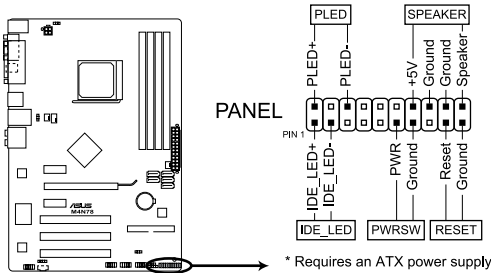 PLED
SPEAKER
PLED+
PLED-
+5V
Ground
Ground
Speaker
PANEL
PIN 1
IDE_LED+
IDE_LED-
PWR
Ground
Reset
Ground
IDE_LED
PWRSW
RESET
ASUS
M4N78
* Requires an ATX power supply